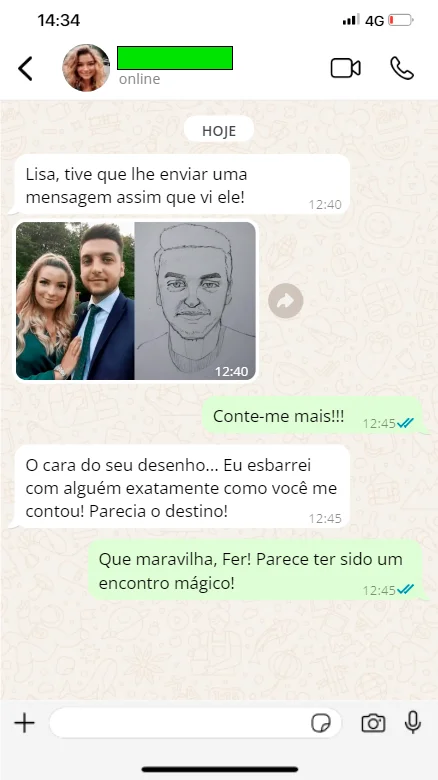 14:34
4G
online
HOJE
Lisa, tive que lhe enviar uma
mensagem assim que vi ele!
12:40
12:40
Conte-me mais!!!
12:45
O cara do seu desenho... Eu esbarrei
com alguém exatamente como você me
contou! Parecia o destino!
12:45
Que maravilha, Fer! Parece ter sido um
encontro mágico!
12:45